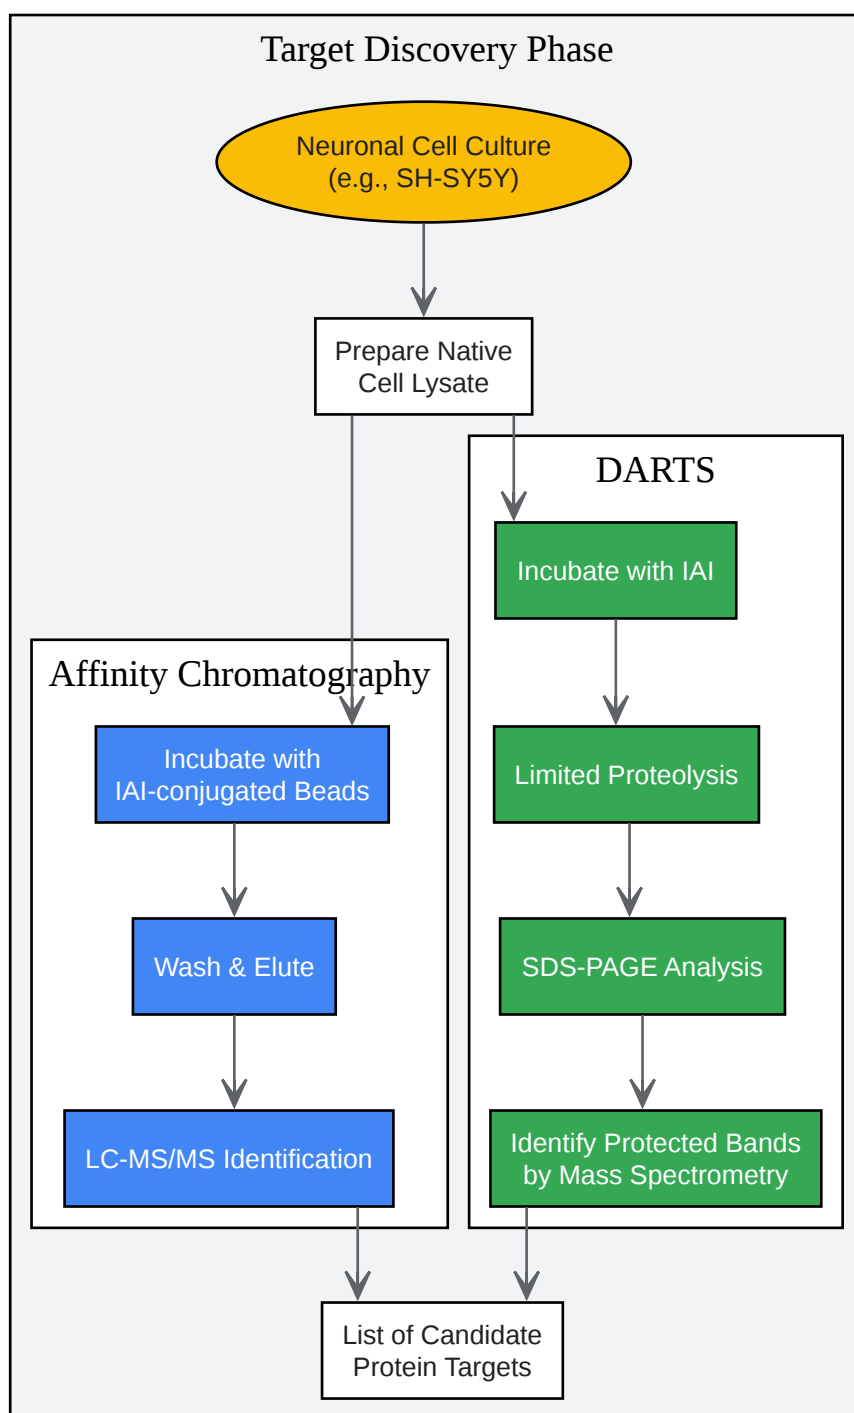 Target Discovery Phase
Neuronal Cell Culture
(e.g., SH-SY5Y)
Prepare Native
Cell Lysate
DARTS
Incubate with IAI
Affinity Chromatography
Incubate with
IAI-conjugated Beads
Limited Proteolysis
Wash & Elute
SDS-PAGE Analysis
LC-MS/MS Identification
Identify Protected Bands
by Mass Spectrometry
List of Candidate
Protein Targets